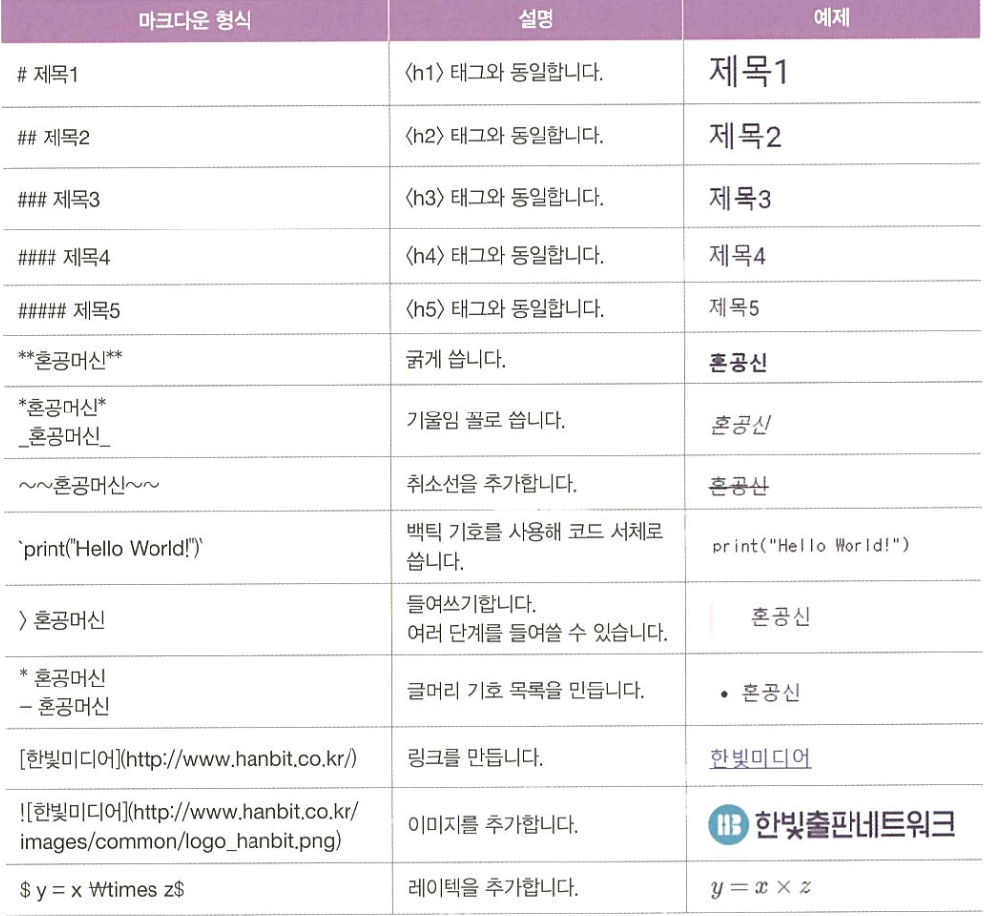 마크다운 형식 설명 예제
# 제목1 〈h1〉 태그와 동일합니다. 제목1
## 제목2 〈h2〉 태그와 동일합니다. 제목2
### 제목3 〈h3〉 태그와 동일합니다. 제목3
#### 제목4 〈h4〉 태그와 동일합니다. 제목4
##### 제목5 〈h5〉 태그와 동일합니다. 제목5
**혼공머신** 굵게 씁니다. 혼공신
*혼공머신*
_혼공머신_
기울임 꼴로 씁니다. 혼공신
～～혼공머신～～ 취소선을 추가합니다. 혼공신
`print("Hello World!")`
백틱 기호를 사용해 코드 서체로
씁니다.
print("Hello World!")
〉 혼공머신
들여쓰기합니다.
여러 단계를 들여쓸 수 있습니다.
혼공신
* 혼공머신
– 혼공머신
글머리 기호 목록을 만듭니다. • 혼공신
[한빛미디어](http://www.hanbit.co.kr/) 링크를 만듭니다. 한빛미디어
![한빛미디어](http://www.hanbit.co.kr/
images/common/logo_hanbit.png)
이미지를 추가합니다. HB 한빛출판네트워크
$ y = x ₩times z$ 레이텍을 추가합니다. y = x × z